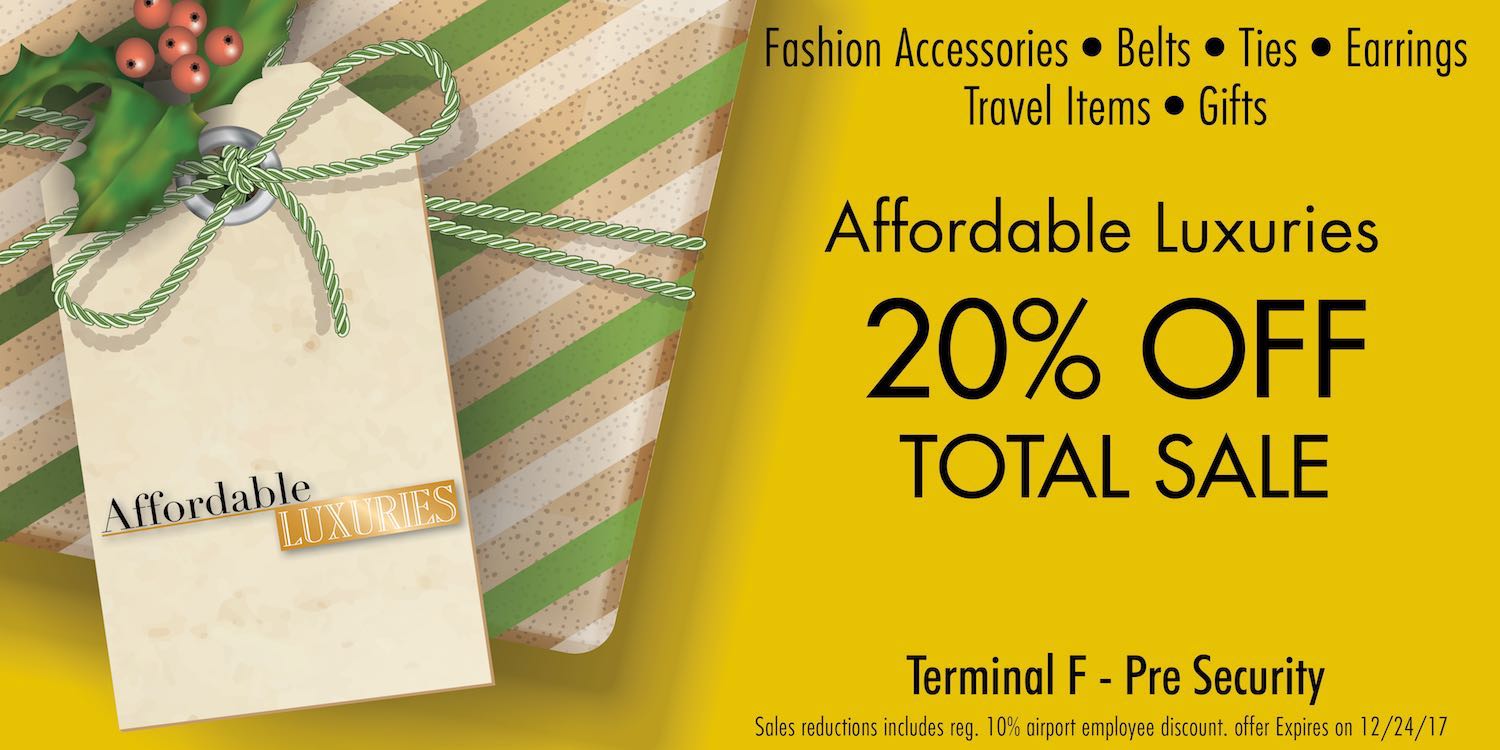 Fashion Accessories • Belts • Ties • Earrings
Travel Items • Gifts
Affordable Luxuries
20% OFF
TOTAL SALE
Affordable
LUXURIES
Terminal F - Pre Security
Sales reductions includes reg. 10% airport employee discount. offer Expires on 12/24/17